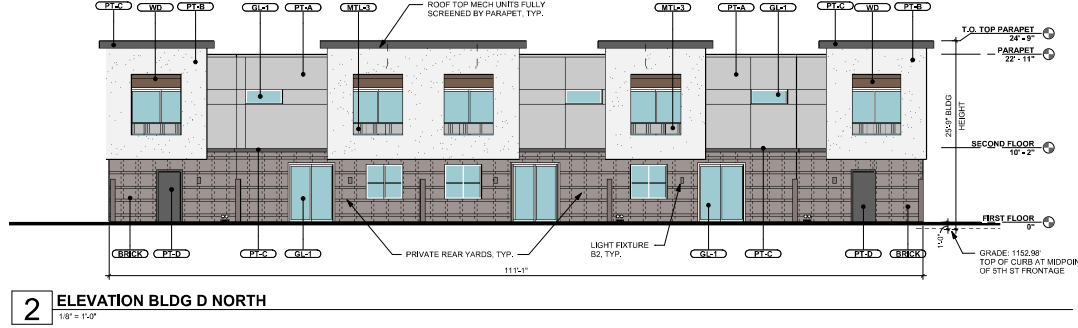 PT-C WD PT-B GL-1 PT-A MTL-3 ROOF TOP MECH UNITS FULLY MTL-3 PT-A GL-1 PT-C WD PT-B
SCREENED BY PARAPET, TYP.
T.O. TOP PARAPET
24' - 9"
PARAPET
22' - 11"
25'-9" BLDG
HEIGHT
SECOND FLOOR
10' - 2"
FIRST FLOOR
0"
1'-0"
BRICK PT-D PT-C GL-1 PRIVATE REAR YARDS, TYP. LIGHT FIXTURE GL-1 PT-C PT-D BRICK
B2, TYP.
GRADE: 1152.98'
TOP OF CURB AT MIDPOIN
OF 5TH ST FRONTAGE
111'-1"
2 ELEVATION BLDG D NORTH
1/8" = 1'-0"